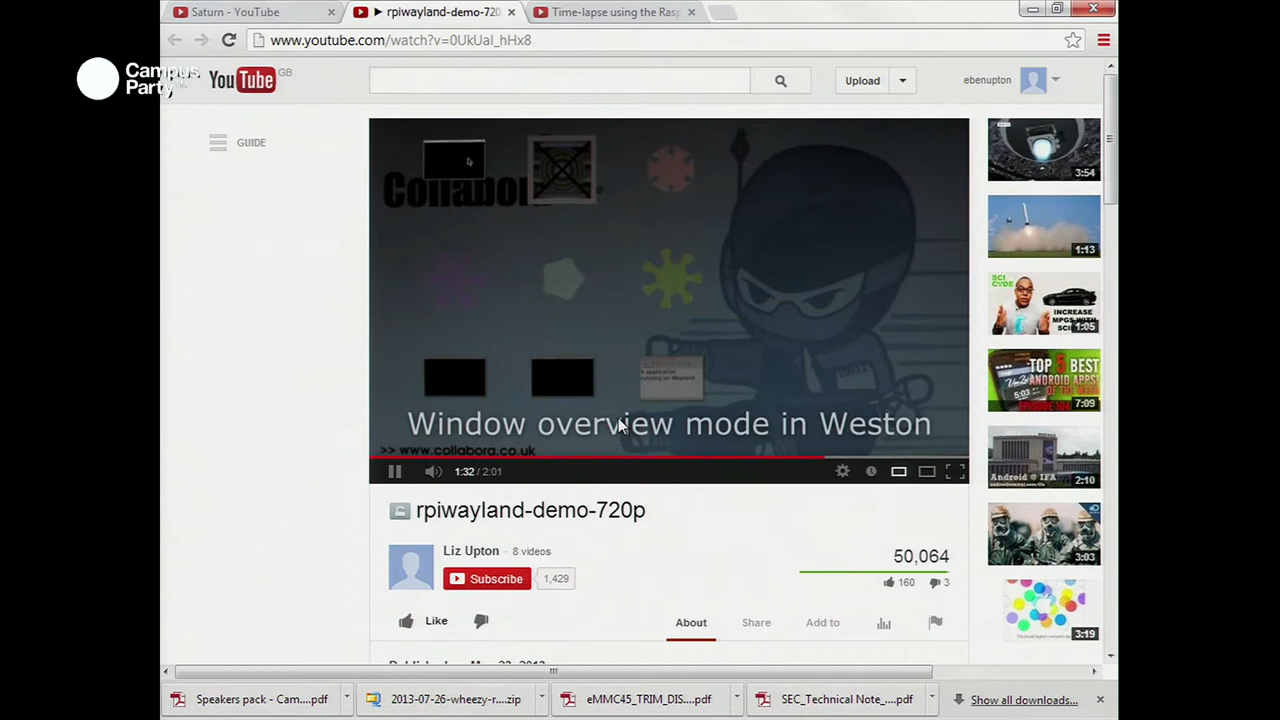 Saturn - YouTube
rpiwayland-demo-720
Time-lapse using the Rasp
www.youtube.com/watch?v=0UkUal_hHx8
Campus
Party
YouTube GB
Upload
ebenupton
GUIDE
Collabor
Window overview mode in Weston
>> www.collabora.co.uk
1:32 / 2:01
3:54
1:13
INCREASE
MPGS WITH
1:05
TOP 5 BEST
ANDROID APPS
7:09
Android @ IFA
2:10
3:03
3:19
rpiwayland-demo-720p
Liz Upton · 8 videos
Subscribe 1,429
50,064
160 3
Like
About Share Add to
Speakers pack - Cam....pdf
2013-07-26-wheezy-r....zip
eMMC45_TRIM_DIS....pdf
SEC_Technical Note_....pdf
Show all downloads...